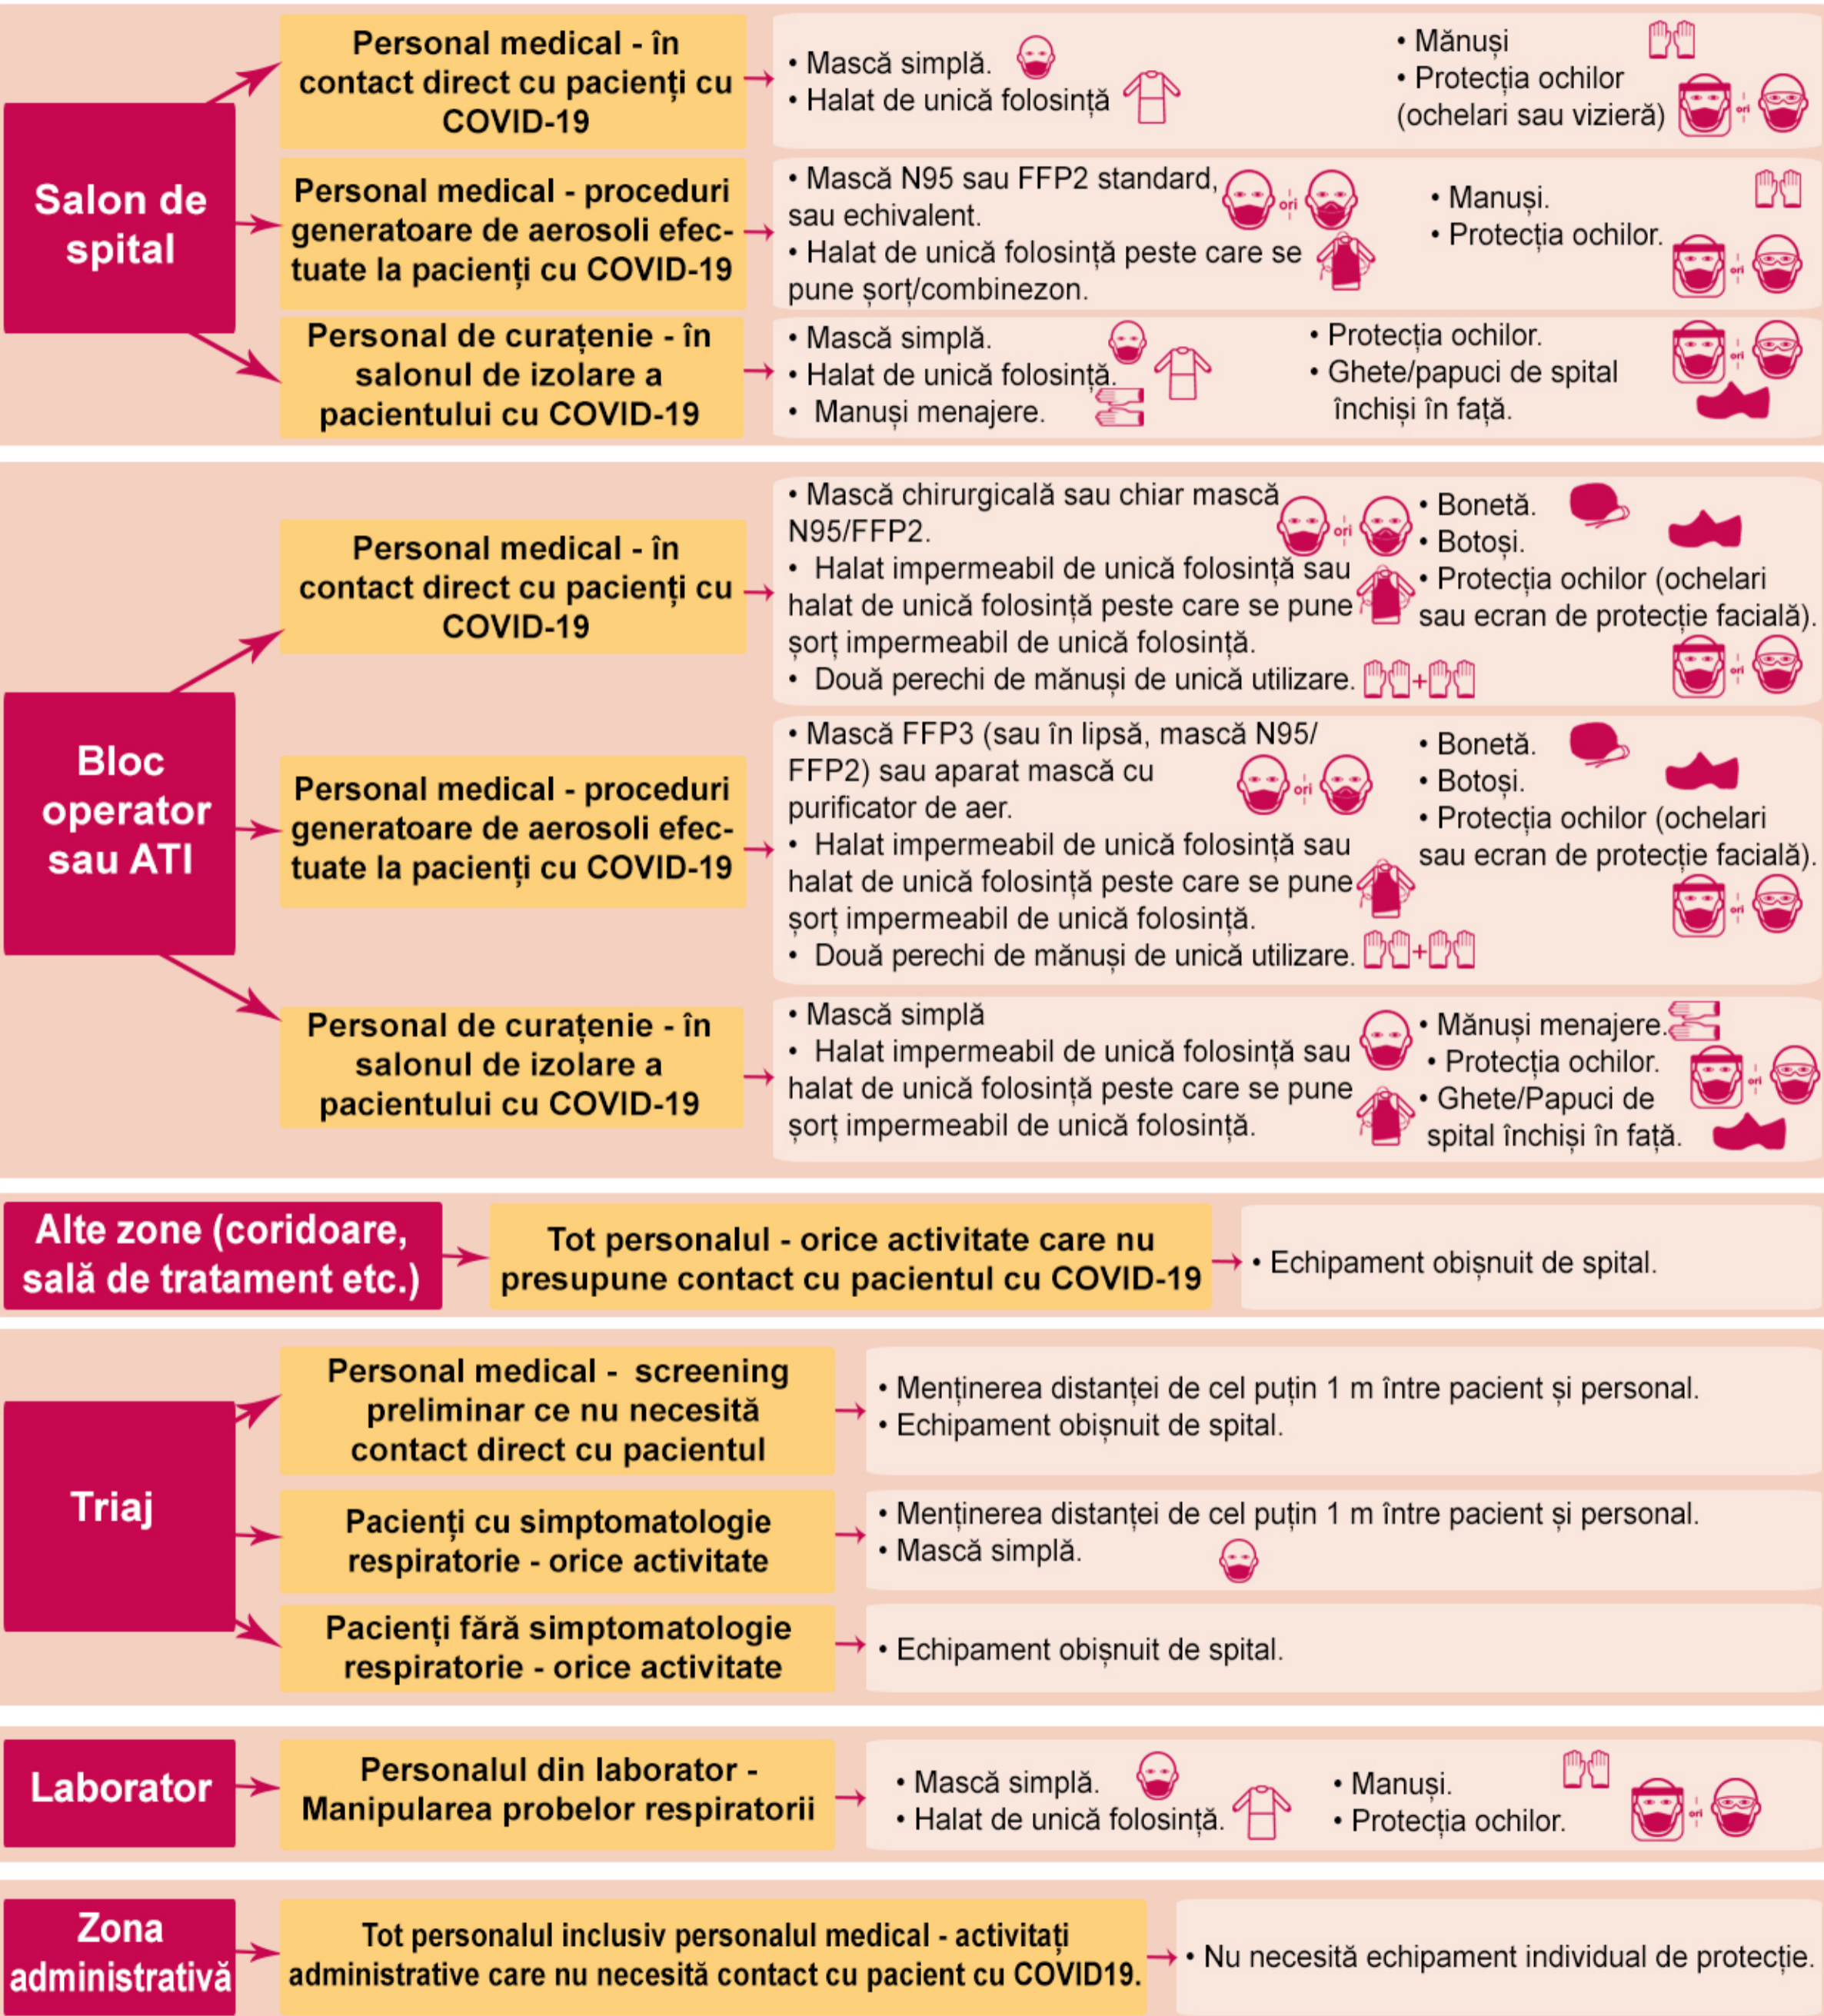 Salon de
spital
Personal medical - în
contact direct cu pacienți cu
COVID-19
• Mască simplă.
• Halat de unică folosință
• Mănuși
• Protecția ochilor
(ochelari sau vizieră)
ori
Personal medical - proceduri
generatoare de aerosoli efec-
tuate la pacienți cu COVID-19
• Mască N95 sau FFP2 standard,
sau echivalent.
• Halat de unică folosință peste care se
pune șorț/combinezon.
ori
• Manuși.
• Protecția ochilor.
ori
Personal de curațenie - în
salonul de izolare a
pacientului cu COVID-19
• Mască simplă.
• Halat de unică folosință.
• Manuși menajere.
• Protecția ochilor.
• Ghete/papuci de spital
închiși în față.
ori
Bloc
operator
sau ATI
Personal medical - în
contact direct cu pacienți cu
COVID-19
• Mască chirurgicală sau chiar mască
N95/FFP2.
• Halat impermeabil de unică folosință sau
halat de unică folosință peste care se pune
șorț impermeabil de unică folosință.
• Două perechi de mănuși de unică utilizare.
+
ori
• Bonetă.
• Botoși.
• Protecția ochilor (ochelari
sau ecran de protecție facială).
ori
Personal medical - proceduri
generatoare de aerosoli efec-
tuate la pacienți cu COVID-19
• Mască FFP3 (sau în lipsă, mască N95/
FFP2) sau aparat mască cu
purificator de aer.
• Halat impermeabil de unică folosință sau
halat de unică folosință peste care se pune
șorț impermeabil de unică folosință.
• Două perechi de mănuși de unică utilizare.
+
ori
• Bonetă.
• Botoși.
• Protecția ochilor (ochelari
sau ecran de protecție facială).
ori
Personal de curațenie - în
salonul de izolare a
pacientului cu COVID-19
• Mască simplă
• Halat impermeabil de unică folosință sau
halat de unică folosință peste care se pune
șorț impermeabil de unică folosință.
• Mănuși menajere.
• Protecția ochilor.
• Ghete/Papuci de
spital închiși în față.
ori
Alte zone (coridoare,
sală de tratament etc.)
Tot personalul - orice activitate care nu
presupune contact cu pacientul cu COVID-19
• Echipament obișnuit de spital.
Triaj
Personal medical - screening
preliminar ce nu necesită
contact direct cu pacientul
• Menținerea distanței de cel puțin 1 m între pacient și personal.
• Echipament obișnuit de spital.
Pacienți cu simptomatologie
respiratorie - orice activitate
• Menținerea distanței de cel puțin 1 m între pacient și personal.
• Mască simplă.
Pacienți fără simptomatologie
respiratorie - orice activitate
• Echipament obișnuit de spital.
Laborator
Personalul din laborator -
Manipularea probelor respiratorii
• Mască simplă.
• Halat de unică folosință.
• Manuși.
• Protecția ochilor.
ori
Zona
administrativă
Tot personalul inclusiv personalul medical - activitați
administrative care nu necesită contact cu pacient cu COVID19.
• Nu necesită echipament individual de protecție.